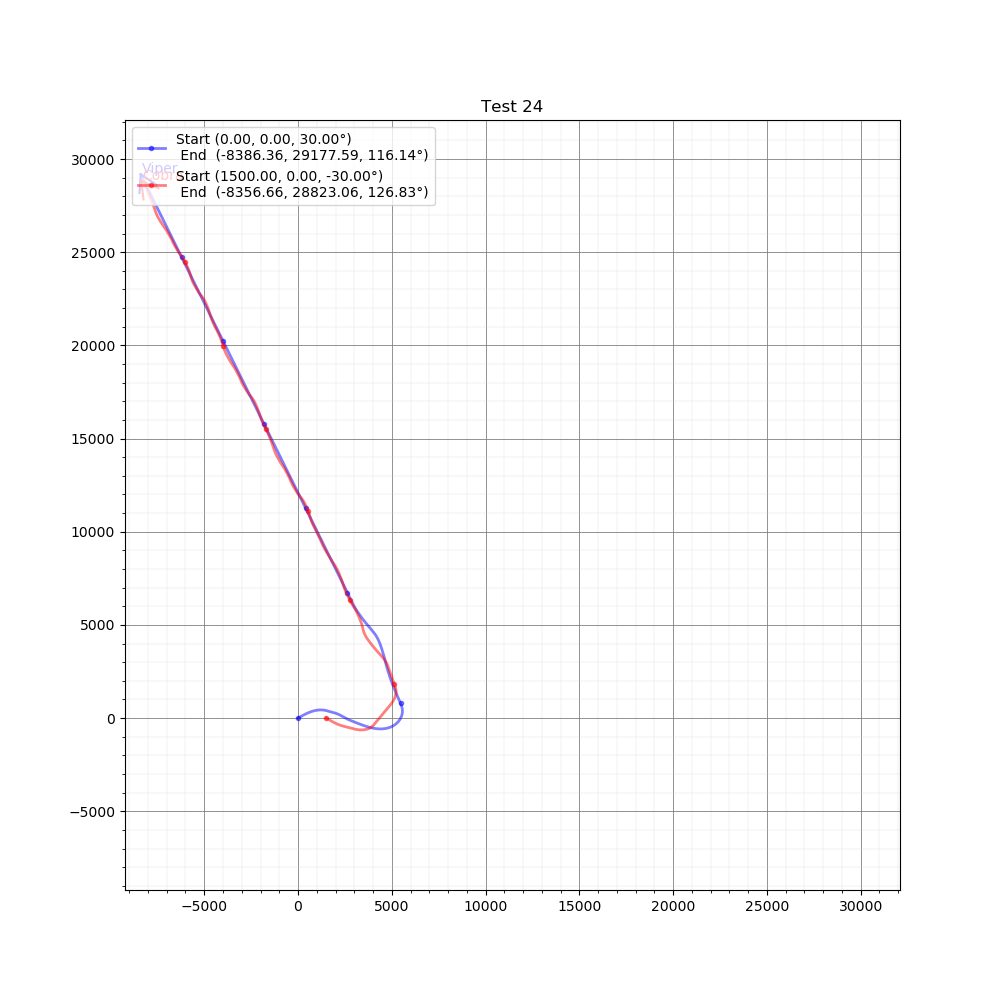 Test 24
Start (0.00, 0.00, 30.00°)
End (-8386.36, 29177.59, 116.14°)
Start (1500.00, 0.00, -30.00°)
End (-8356.66, 28823.06, 126.83°)
Viper
Cobra
30000
25000
20000
15000
10000
5000
0
−5000
−5000 0 5000 10000 15000 20000 25000 30000